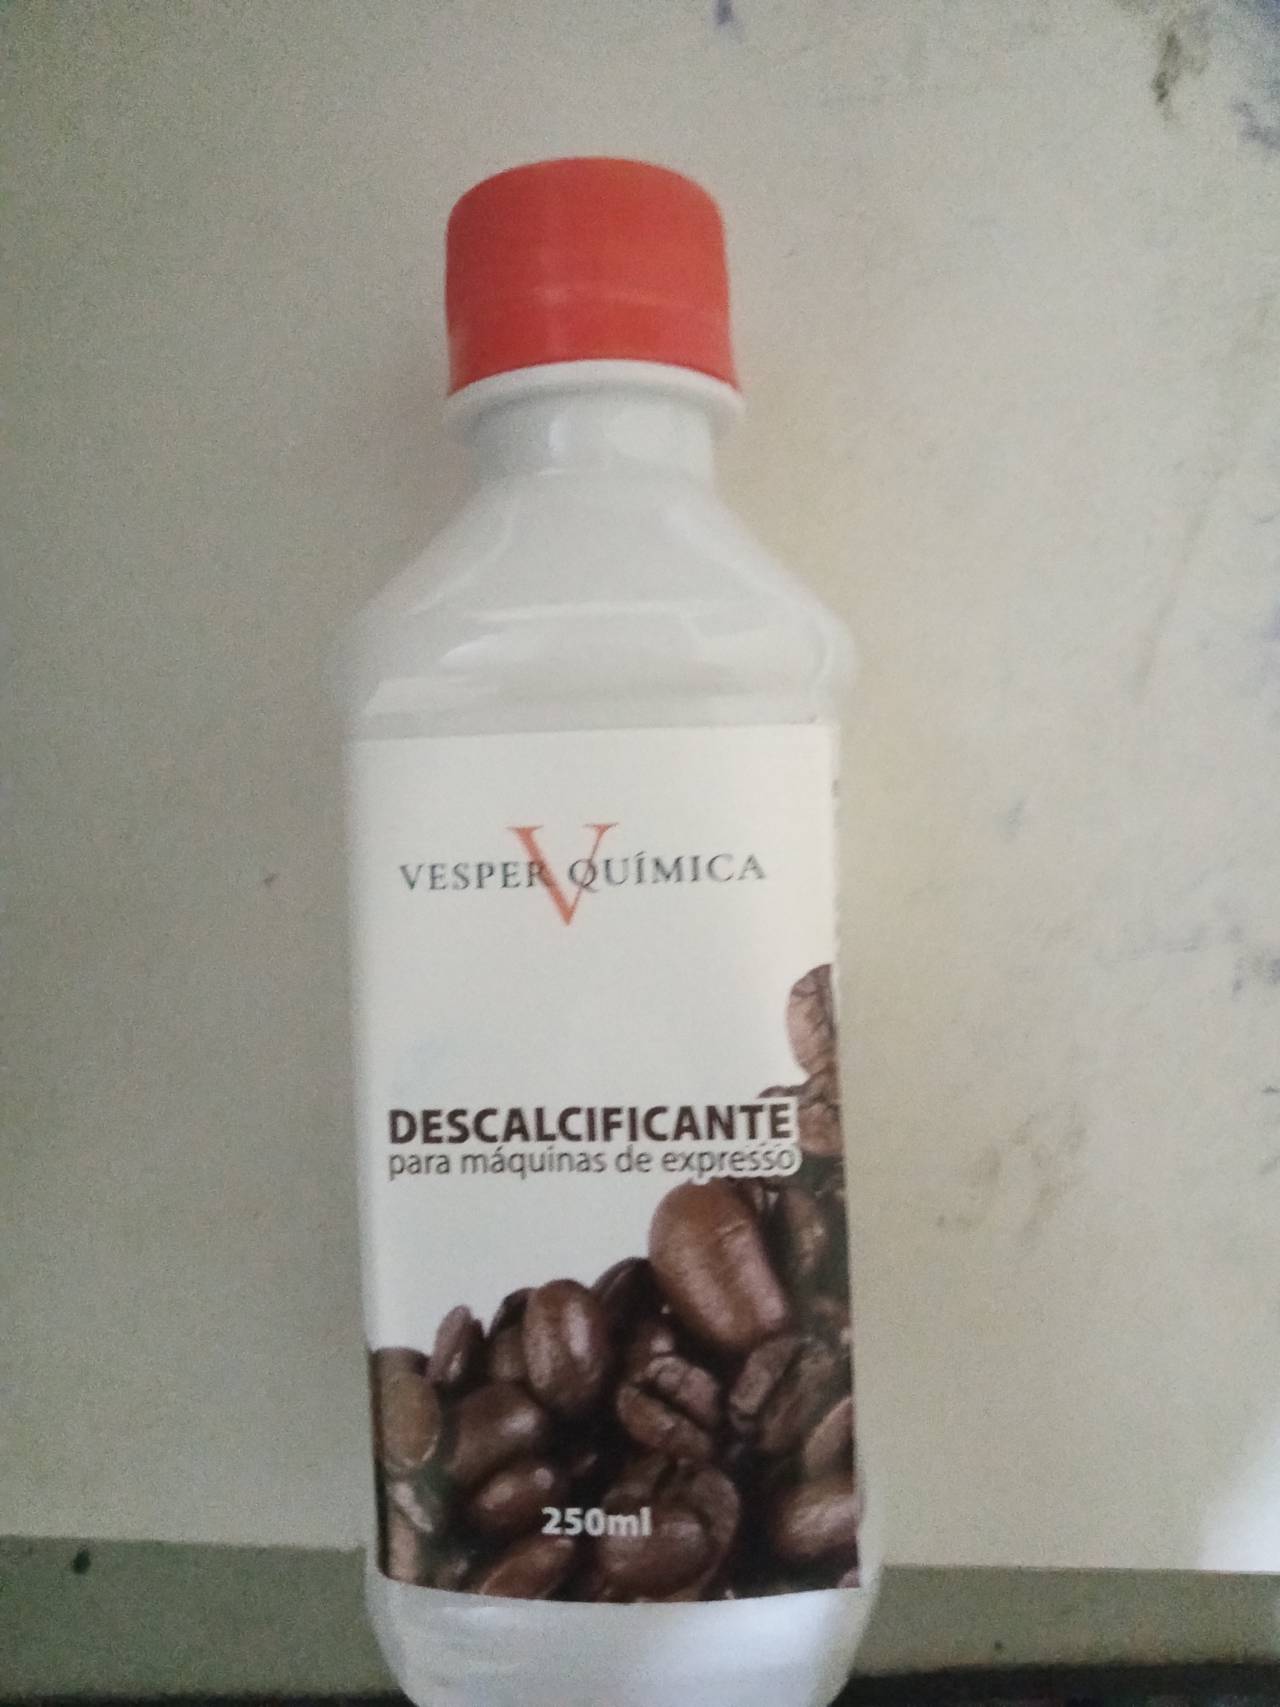 VESPER QUÍMICA
V
DESCALCIFICANTE
para máquinas de expresso
250ml